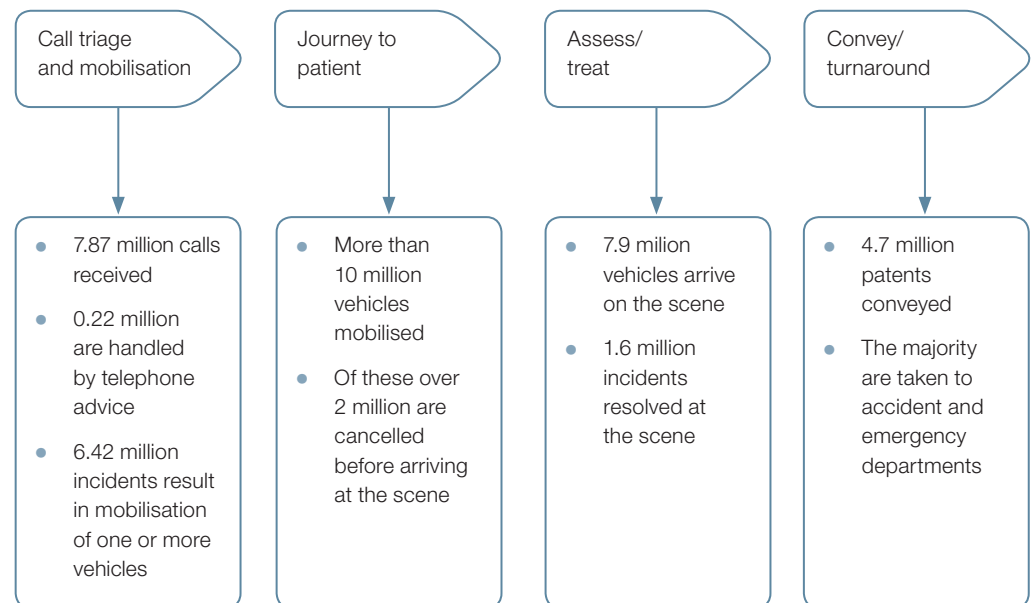 Call triage
and mobilisation
Journey to
patient
Assess/
treat
Convey/
turnaround
• 7.87 million calls
received
• 0.22 million
are handled
by telephone
advice
• 6.42 million
incidents result
in mobilisation
of one or more
vehicles
• More than
10 million
vehicles
mobilised
• Of these over
2 million are
cancelled
before arriving
at the scene
• 7.9 milion
vehicles arrive
on the scene
• 1.6 million
incidents
resolved at
the scene
• 4.7 million
patents
conveyed
• The majority
are taken to
accident and
emergency
departments